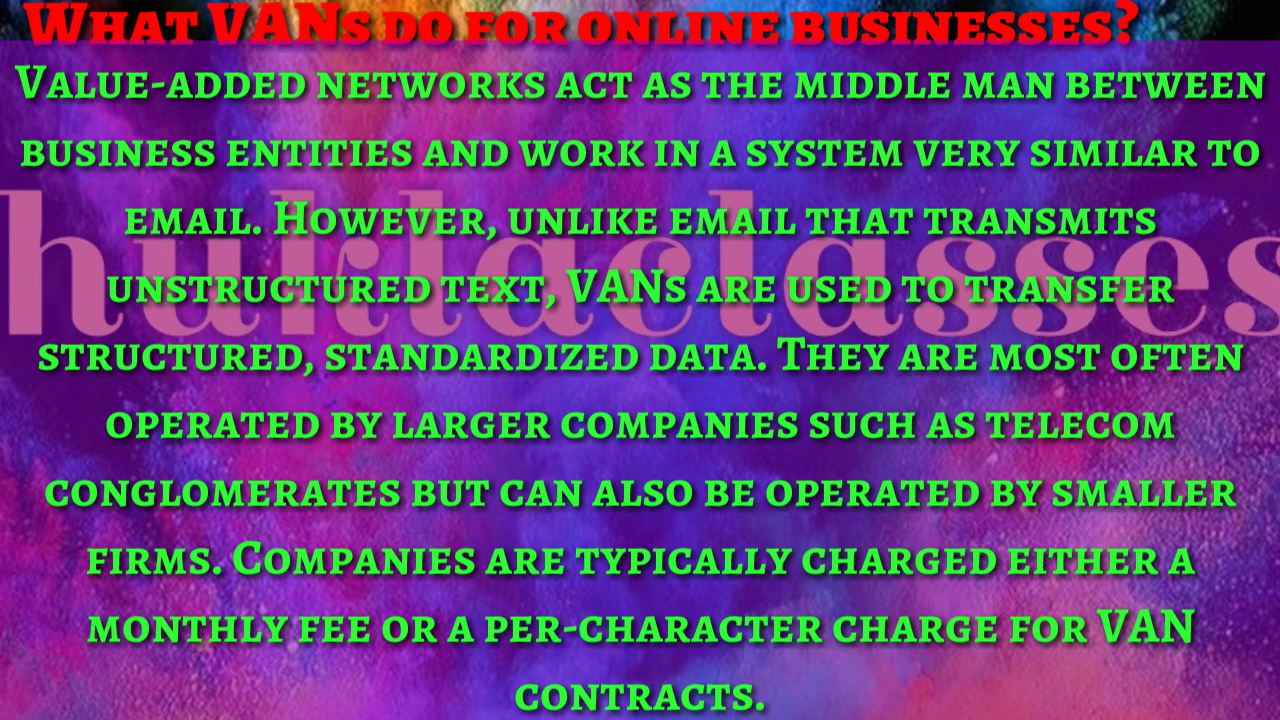 What VANs do for online businesses?
Value-added networks act as the middle man between
business entities and work in a system very similar to
email. However, unlike email that transmits
unstructured text, VANs are used to transfer
structured, standardized data. They are most often
operated by larger companies such as telecom
conglomerates but can also be operated by smaller
firms. Companies are typically charged either a
monthly fee or a per-character charge for VAN
contracts.
huklaclasses